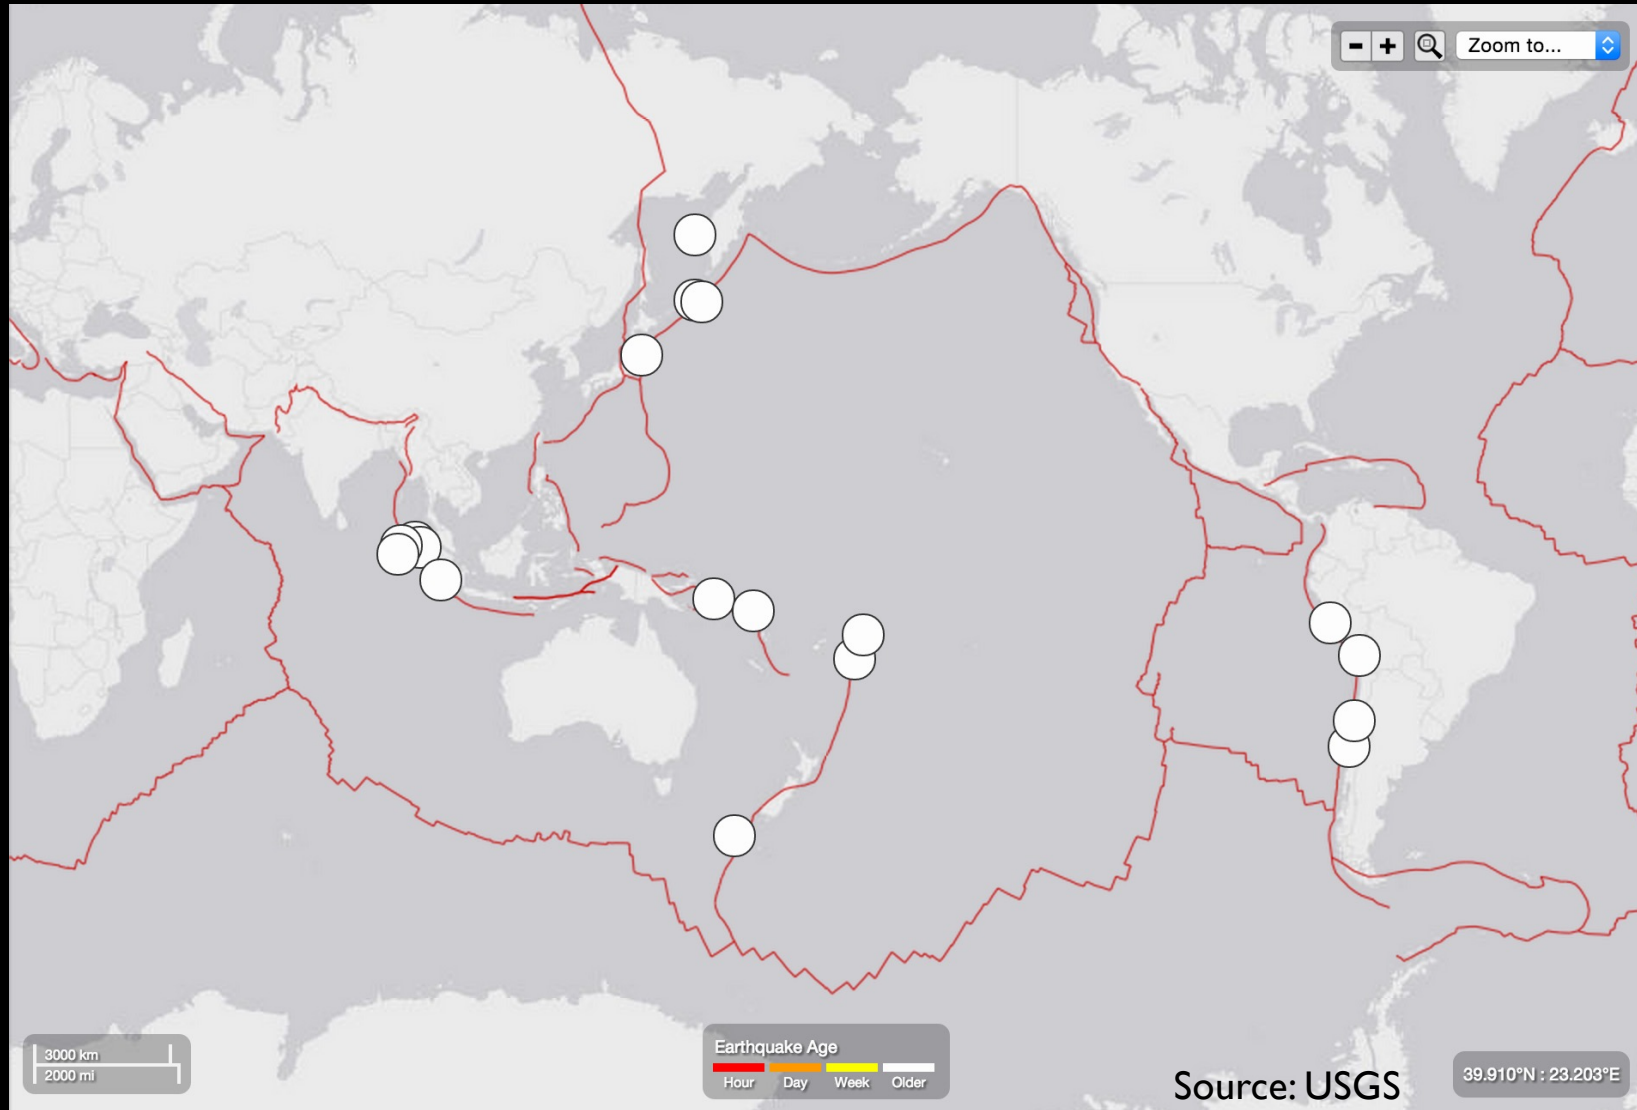 - + Zoom to...
3000 km
2000 mi
Earthquake Age
Hour Day Week Older
Source: USGS
39.910°N : 23.203°E